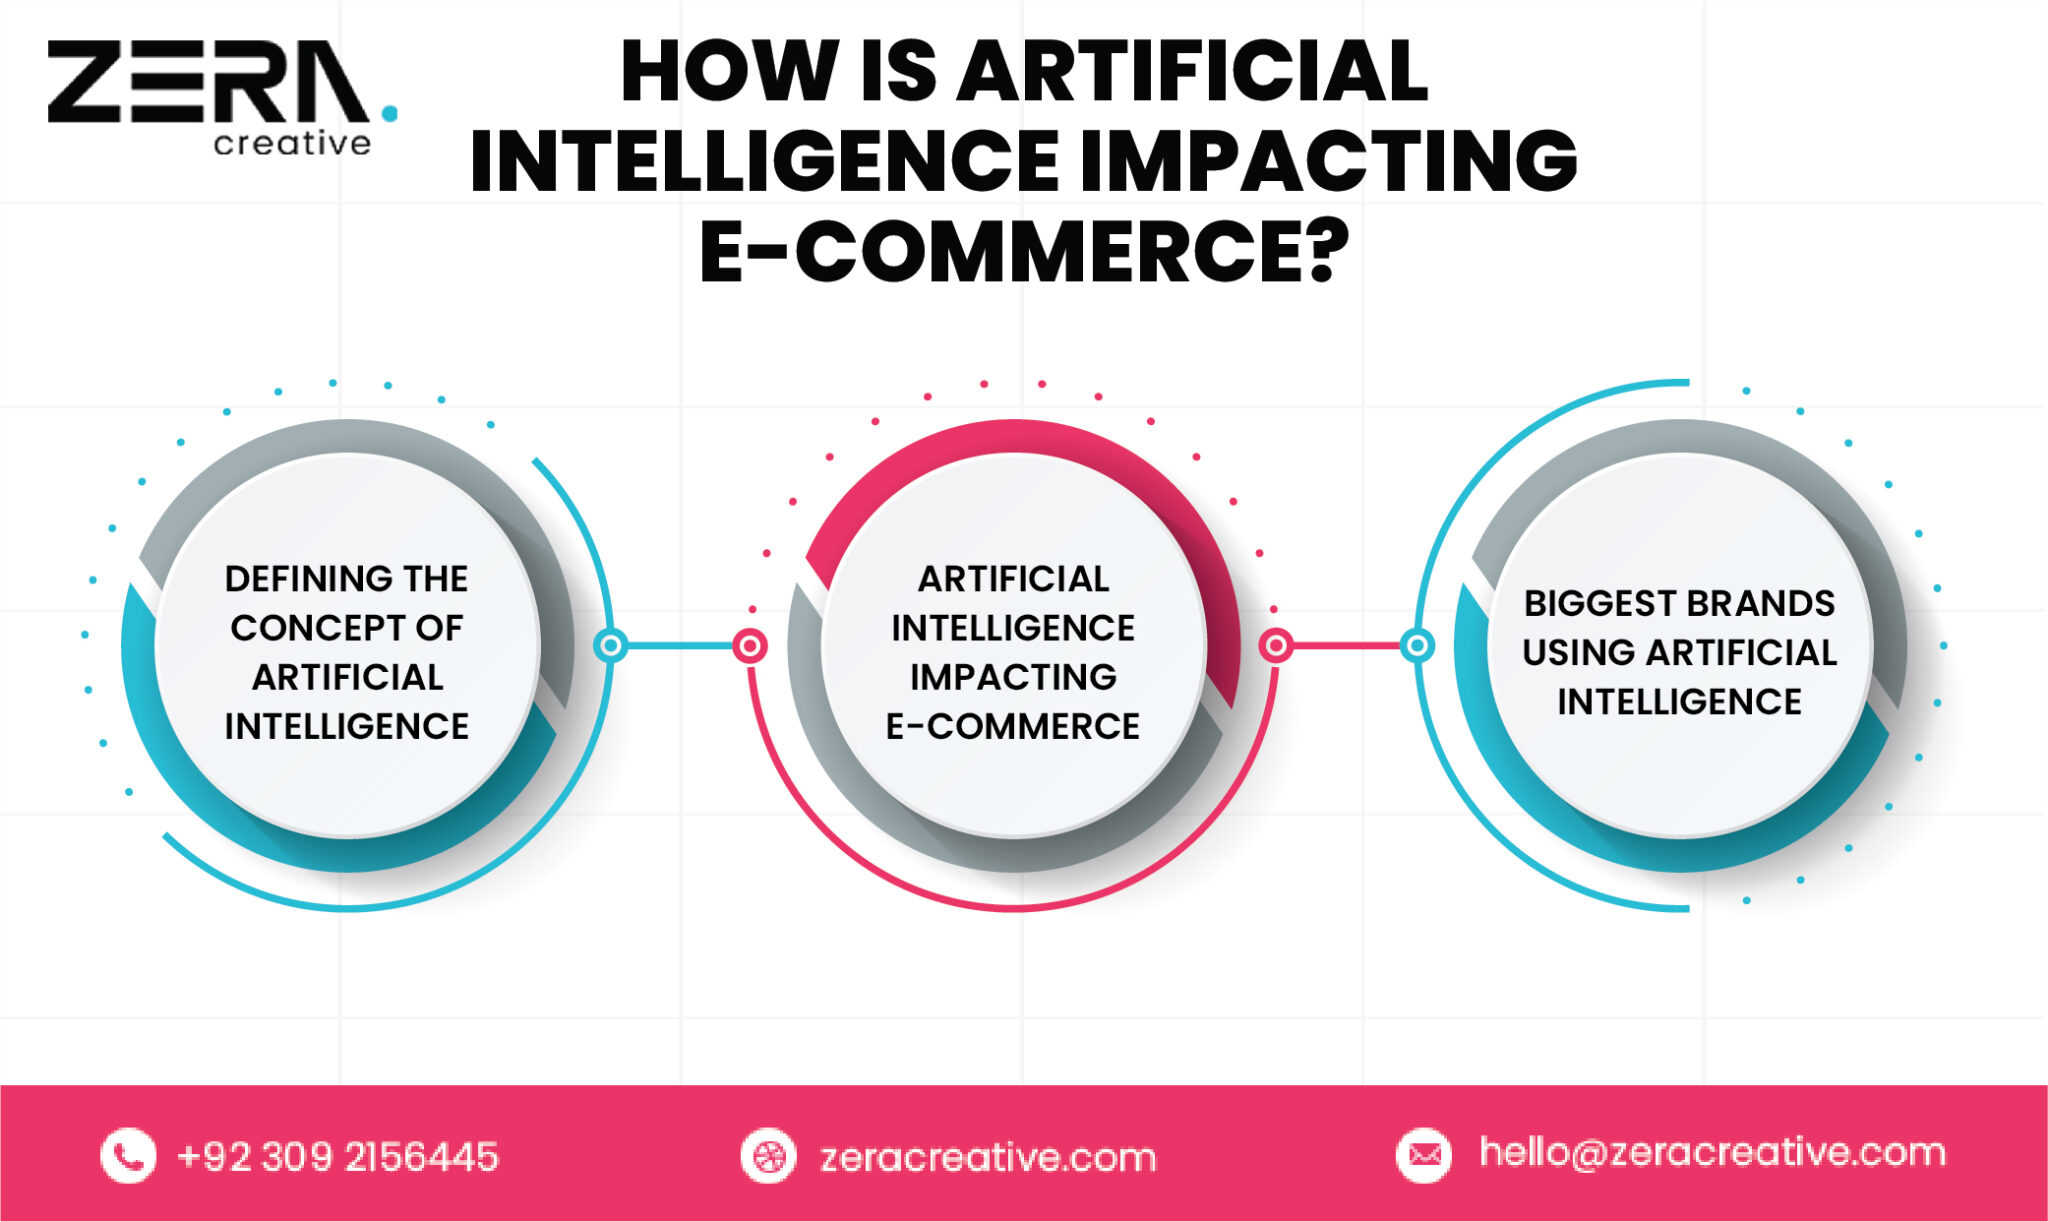 ZERA.
creative
HOW IS ARTIFICIAL
INTELLIGENCE IMPACTING
E-COMMERCE?
DEFINING THE
CONCEPT OF
ARTIFICIAL
INTELLIGENCE
ARTIFICIAL
INTELLIGENCE
IMPACTING
E-COMMERCE
BIGGEST BRANDS
USING ARTIFICIAL
INTELLIGENCE
+92 309 2156445
zeracreative.com
hello@zeracreative.com